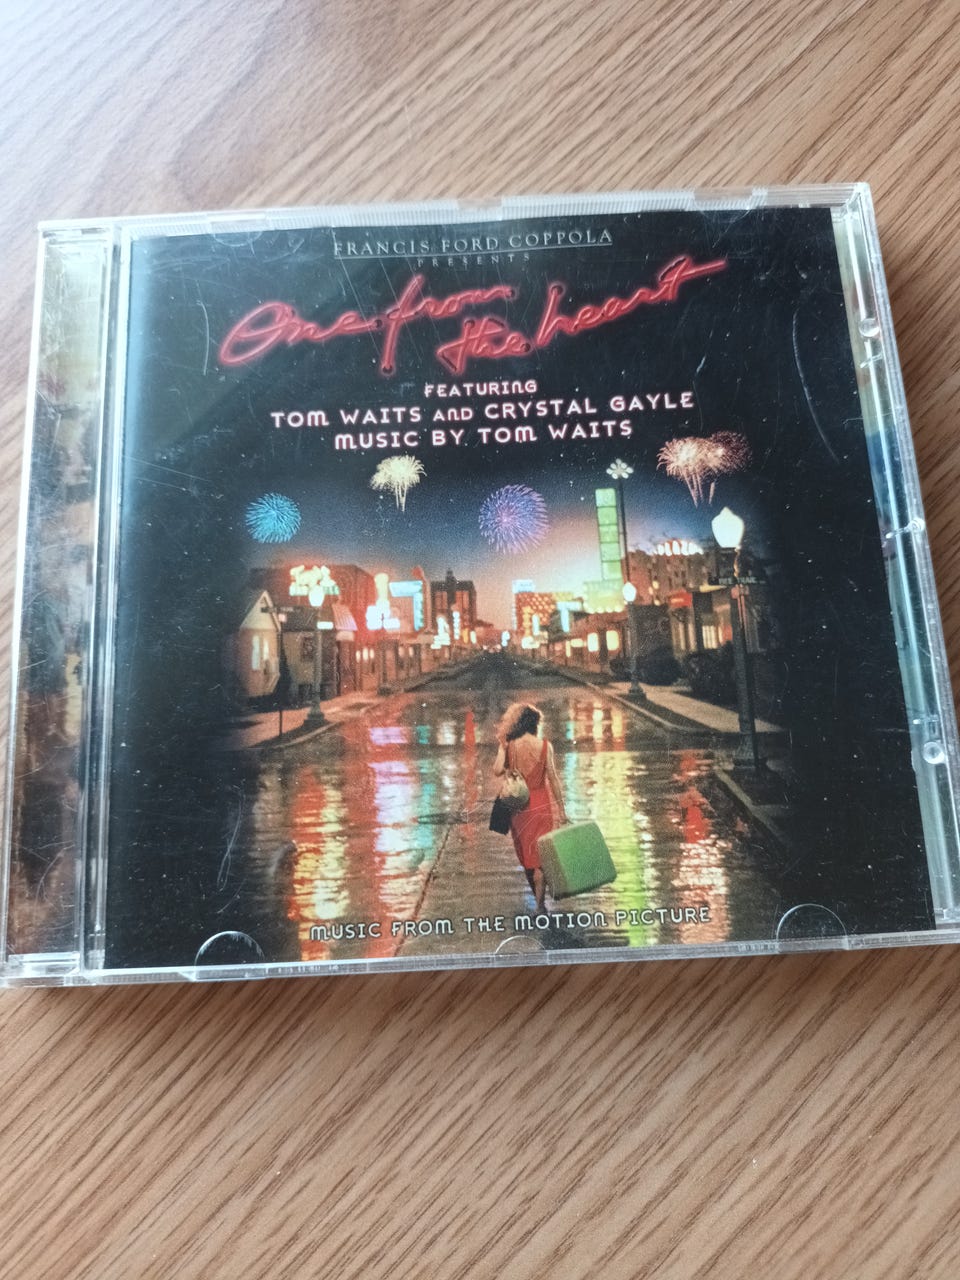 FRANCIS FORD COPPOLA
PRESENTS
One from
the heart
FEATURING
TOM WAITS AND CRYSTAL GAYLE
MUSIC BY TOM WAITS
MUSIC FROM THE MOTION PICTURE